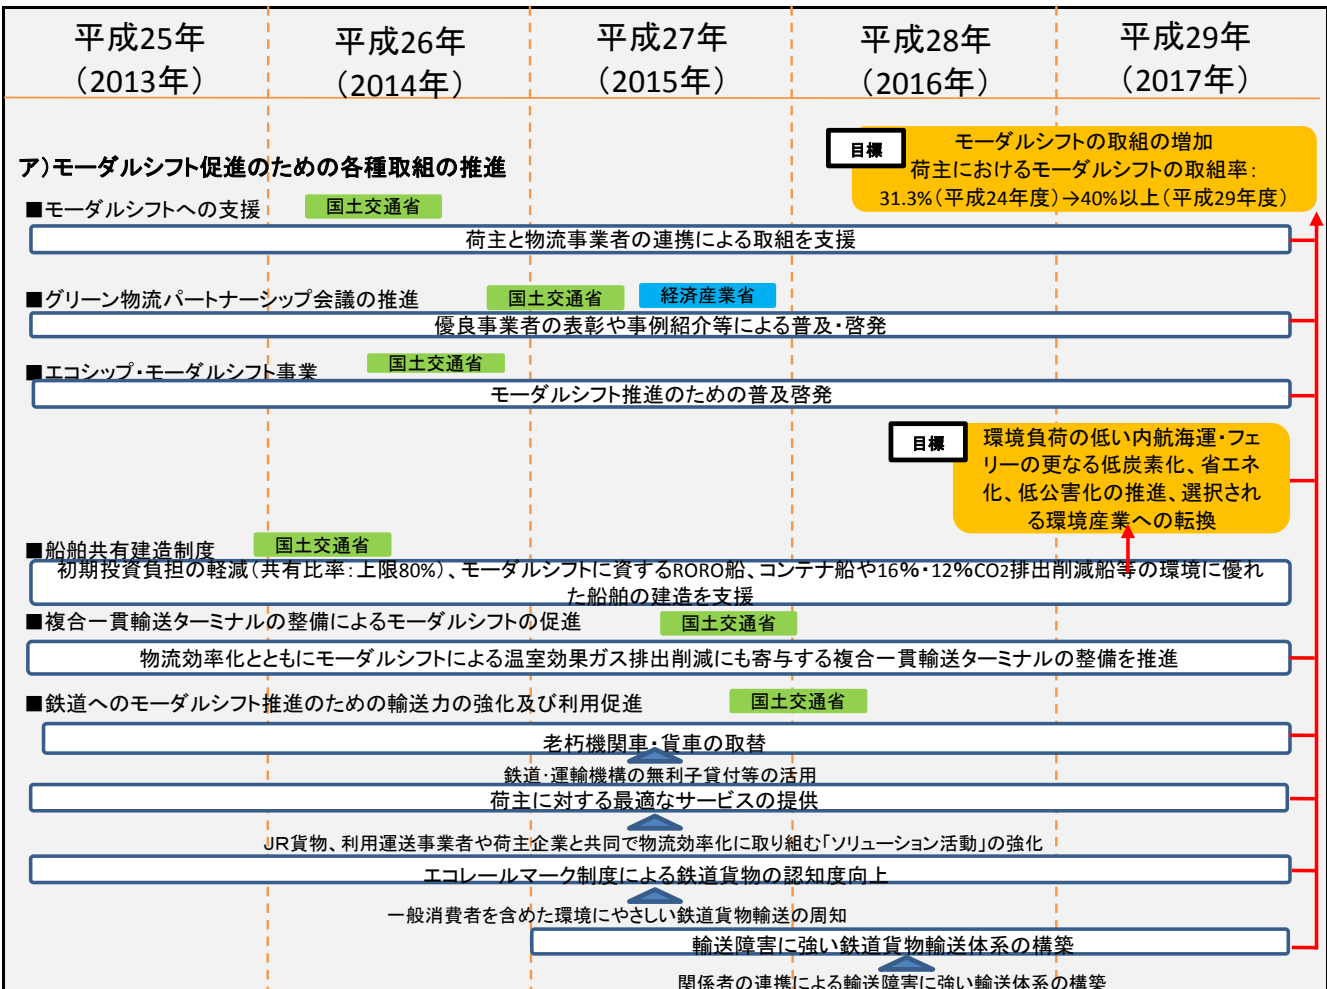 平成25年
（2013年）
平成26年
（2014年）
平成27年
（2015年）
平成28年
（2016年）
平成29年
（2017年）
目標
モーダルシフトの取組の増加
荷主におけるモーダルシフトの取組率：
31.3%（平成24年度）→40%以上（平成29年度）
ア）モーダルシフト促進のための各種取組の推進
■モーダルシフトへの支援
国土交通省
荷主と物流事業者の連携による取組を支援
■グリーン物流パートナーシップ会議の推進
国土交通省
経済産業省
優良事業者の表彰や事例紹介等による普及・啓発
■エコシップ・モーダルシフト事業
国土交通省
モーダルシフト推進のための普及啓発
目標
環境負荷の低い内航海運・フェ
リーの更なる低炭素化、省エネ
化、低公害化の推進、選択され
る環境産業への転換
■船舶共有建造制度
国土交通省
初期投資負担の軽減（共有比率：上限80%）、モーダルシフトに資するRORO船、コンテナ船や16%・12%CO2排出削減船等の環境に優れ
た船舶の建造を支援
■複合一貫輸送ターミナルの整備によるモーダルシフトの促進
国土交通省
物流効率化とともにモーダルシフトによる温室効果ガス排出削減にも寄与する複合一貫輸送ターミナルの整備を推進
■鉄道へのモーダルシフト推進のための輸送力の強化及び利用促進
国土交通省
老朽機関車・貨車の取替
鉄道・運輸機構の無利子貸付等の活用
荷主に対する最適なサービスの提供
JR貨物、利用運送事業者や荷主企業と共同で物流効率化に取り組む「ソリューション活動」の強化
エコレールマーク制度による鉄道貨物の認知度向上
一般消費者を含めた環境にやさしい鉄道貨物輸送の周知
輸送障害に強い鉄道貨物輸送体系の構築
関係者の連携による輸送障害に強い輸送体系の構築